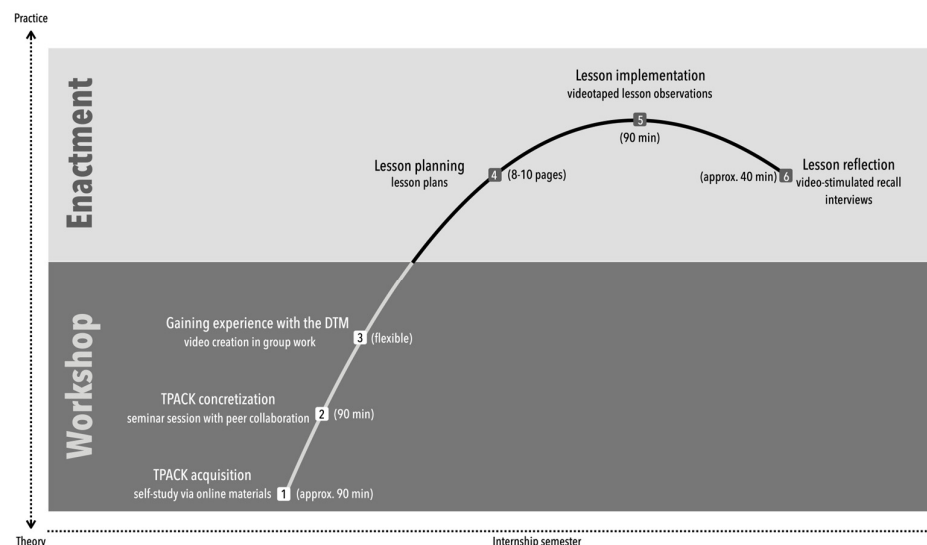 Practice
Enactment
Lesson implementation
videotaped lesson observations
5
(90 min)
Lesson planning
lesson plans
4 (8-10 pages)
(approx. 40 min) 6
Lesson reflection
video-stimulated recall
interviews
Workshop
Gaining experience with the DTM
video creation in group work
3 (flexible)
TPACK concretization
seminar session with peer collaboration
2 (90 min)
TPACK acquisition
self-study via online materials
1 (approx. 90 min)
Theory
Internship semester